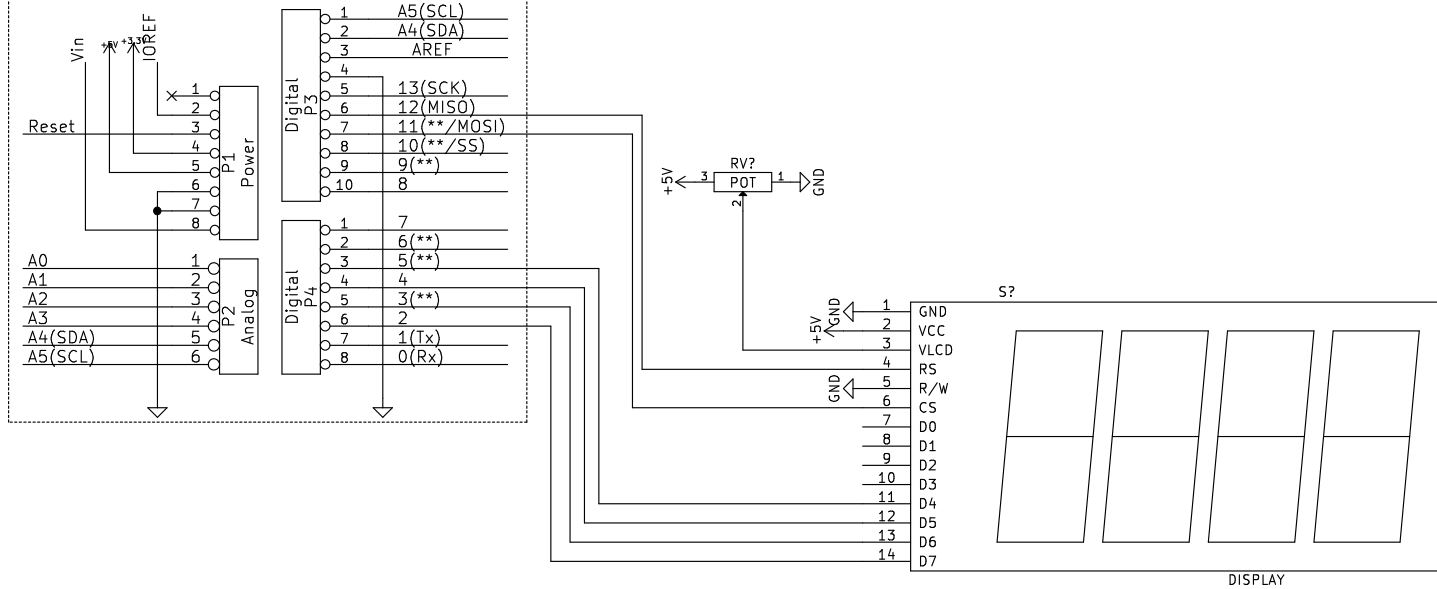 Vin
+5V
+3.3V
IOREF
Reset
1
2
3
4
5
6
7
8
P1
Power
A0
A1
A2
A3
A4(SDA)
A5(SCL)
1
2
3
4
5
6
P2
Analog
Digital
P3
1 A5(SCL)
2 A4(SDA)
3 AREF
4
5 13(SCK)
6 12(MISO)
7 11(**/MOSI)
8 10(**/SS)
9 9(**)
10 8
Digital
P4
1 7
2 6(**)
3 5(**)
4 4
5 3(**)
6 2
7 1(Tx)
8 0(Rx)
RV?
+5V 3 POT 1 GND
2
S?
GND 1 GND
+5V 2 VCC
3 VLCD
4 RS
GND 5 R/W
6 CS
7 D0
8 D1
9 D2
10 D3
11 D4
12 D5
13 D6
14 D7
DISPLAY